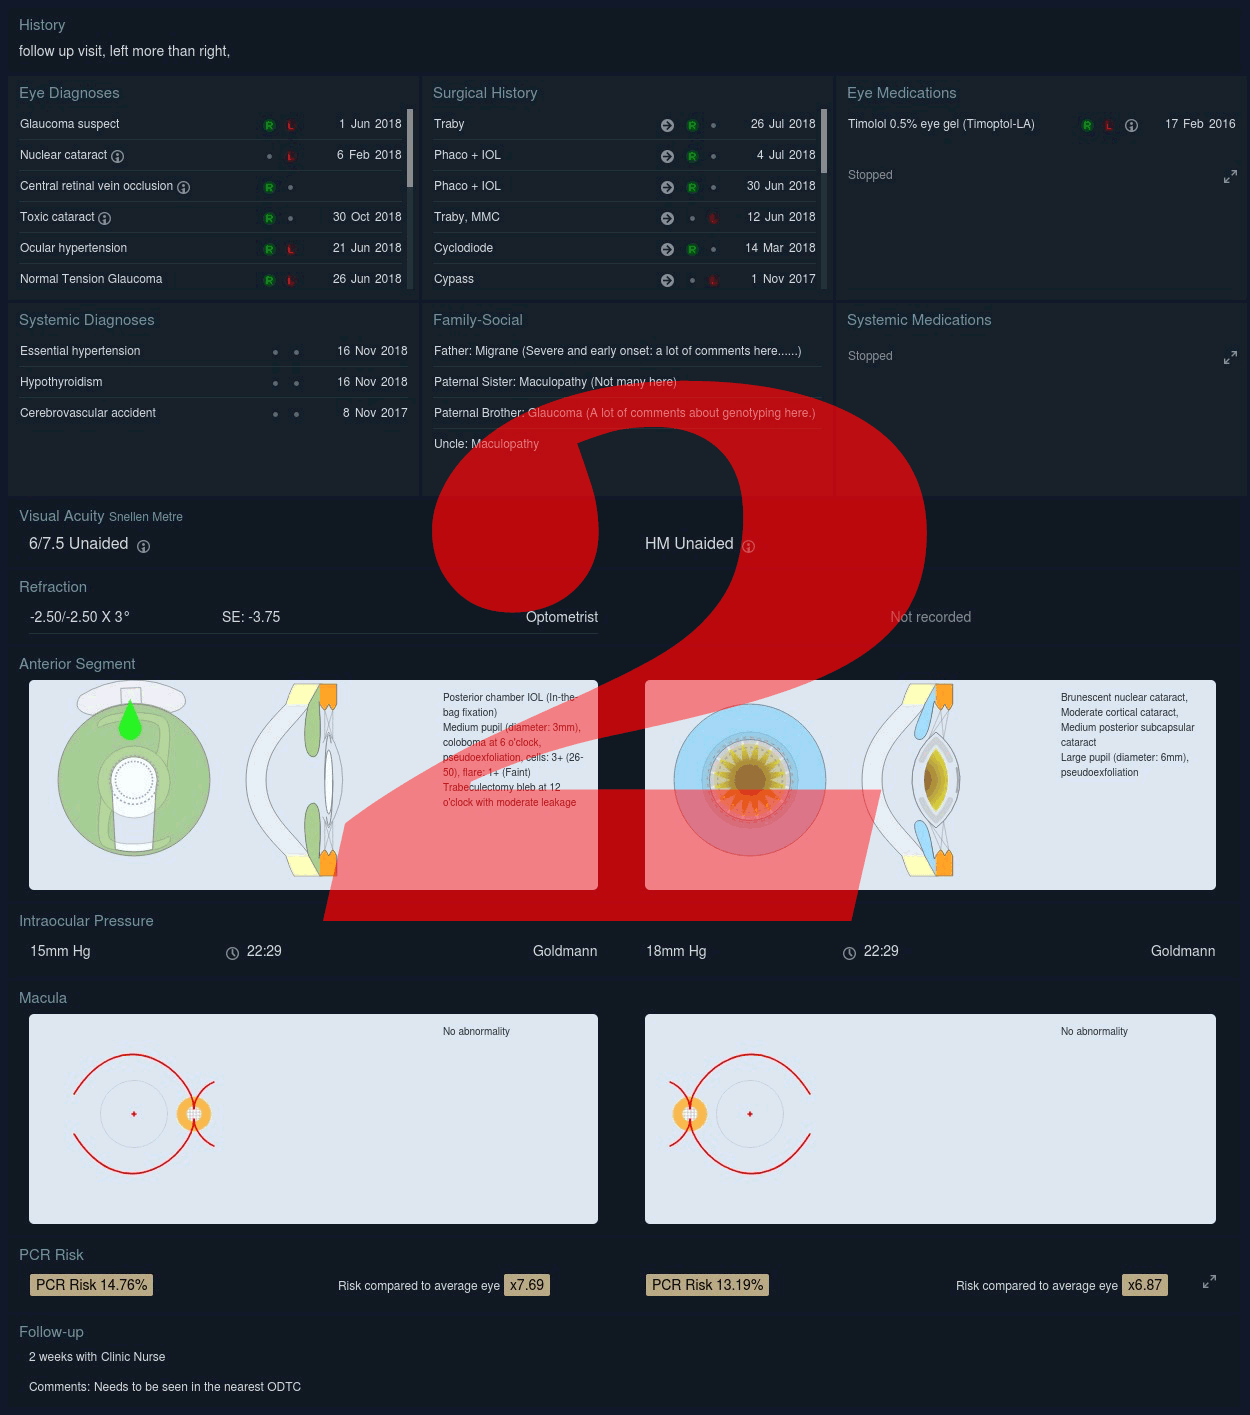 History
follow up visit, left more than right,
Eye Diagnoses
Glaucoma suspect R L 1 Jun 2018
Nuclear cataract L 6 Feb 2018
Central retinal vein occlusion R
Toxic cataract R 30 Oct 2018
Ocular hypertension R L 21 Jun 2018
Normal Tension Glaucoma R L 26 Jun 2018
Surgical History
Traby R 26 Jul 2018
Phaco + IOL R 4 Jul 2018
Phaco + IOL R 30 Jun 2018
Traby, MMC L 12 Jun 2018
Cyclodiode R 14 Mar 2018
Cypass L 1 Nov 2017
Eye Medications
Timolol 0.5% eye gel (Timoptol-LA) R L 17 Feb 2016
Stopped
Systemic Diagnoses
Essential hypertension 16 Nov 2018
Hypothyroidism 16 Nov 2018
Cerebrovascular accident 8 Nov 2017
Family-Social
Father: Migrane (Severe and early onset: a lot of comments here......)
Paternal Sister: Maculopathy (Not many here)
Paternal Brother: Glaucoma (A lot of comments about genotyping here.)
Uncle: Maculopathy
Systemic Medications
Stopped
2
Visual Acuity Snellen Metre
6/7.5 Unaided
HM Unaided
Refraction
-2.50/-2.50 X 3° SE: -3.75 Optometrist
Not recorded
Anterior Segment
Posterior chamber IOL (In-the-
bag fixation)
Medium pupil (diameter: 3mm),
coloboma at 6 o'clock,
pseudoexfoliation, cells: 3+ (26-
50), flare: 1+ (Faint)
Trabeculectomy bleb at 12
o'clock with moderate leakage
Brunescent nuclear cataract,
Moderate cortical cataract,
Medium posterior subcapsular
cataract
Large pupil (diameter: 6mm),
pseudoexfoliation
Intraocular Pressure
15mm Hg 22:29 Goldmann
18mm Hg 22:29 Goldmann
Macula
No abnormality
No abnormality
PCR Risk
PCR Risk 14.76% Risk compared to average eye x7.69
PCR Risk 13.19% Risk compared to average eye x6.87
Follow-up
2 weeks with Clinic Nurse
Comments: Needs to be seen in the nearest ODTC